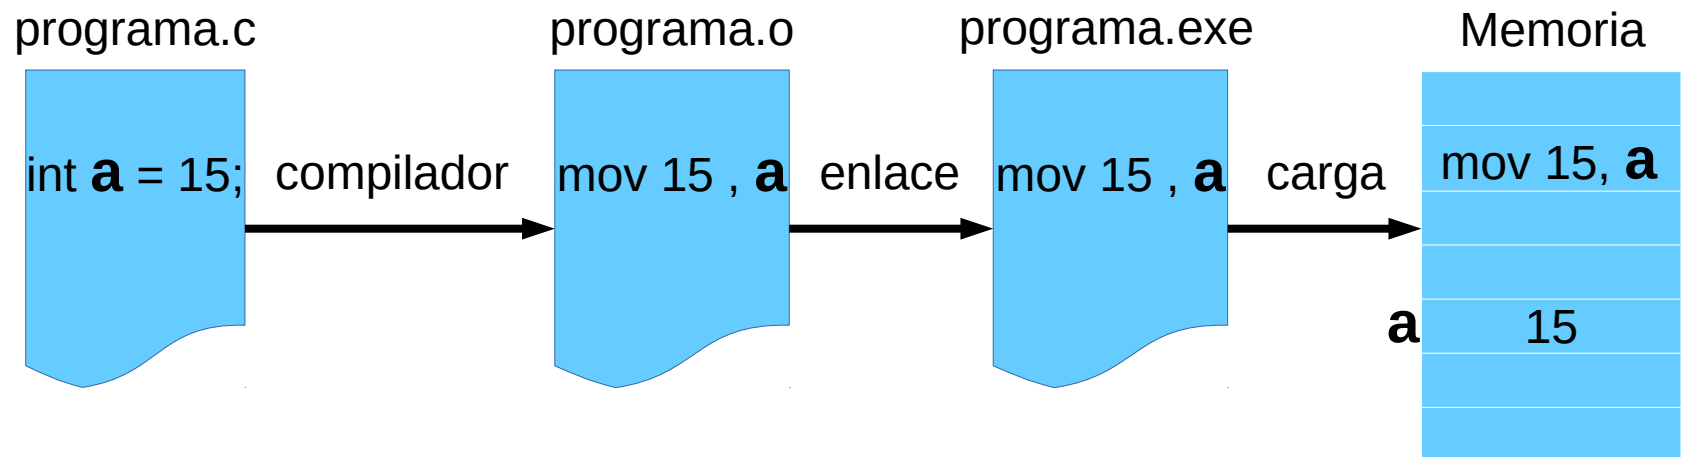 programa.c
programa.o
programa.exe
Memoria
int a = 15;
compilador
mov 15 , a
enlace
mov 15 , a
carga
mov 15, a
a
15